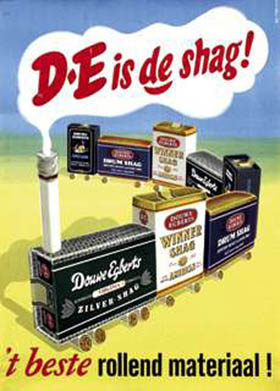 D·E is de shag!
DRUM SHAG
DOUWE
EGBERTS
WINNER
SHAG
DOUWE
EGBERTS
WINNER
SHAG
AMERICAN
DRUM SHAG
Douwe Egberts
ZILVER-SHAG
't beste rollend materiaal!